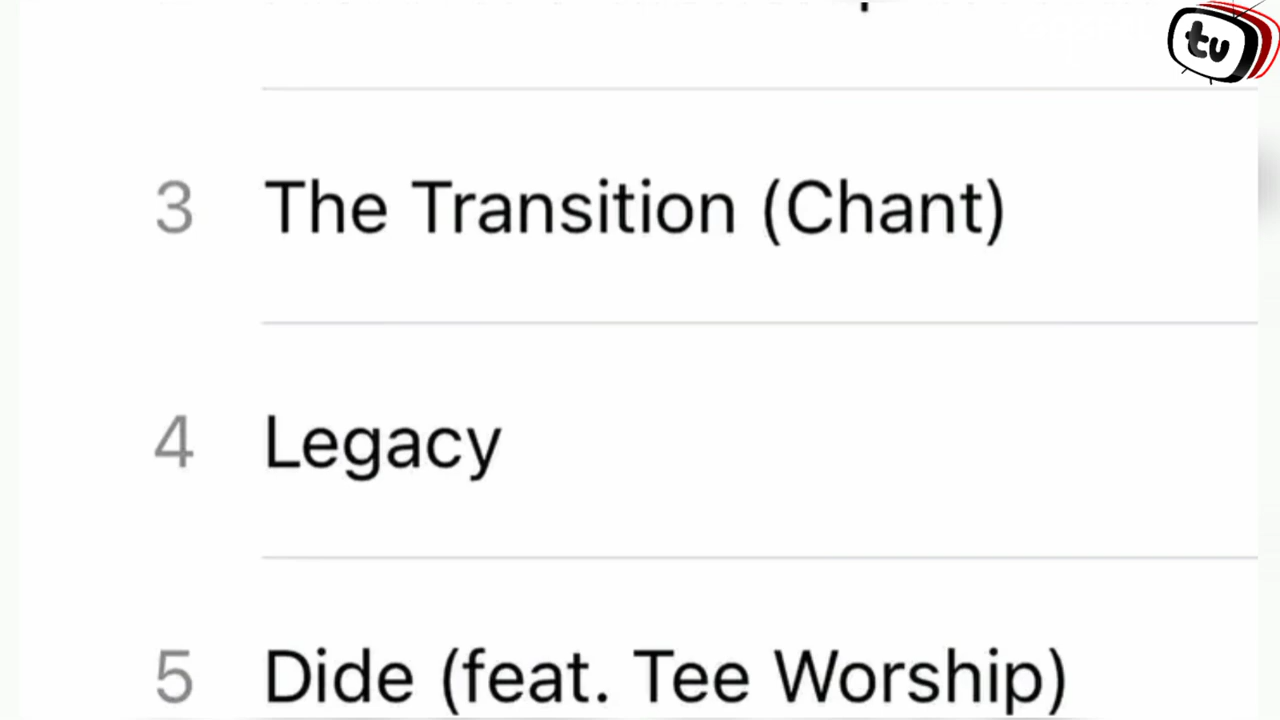 tv
3 The Transition (Chant)
4 Legacy
5 Dide (feat. Tee Worship)